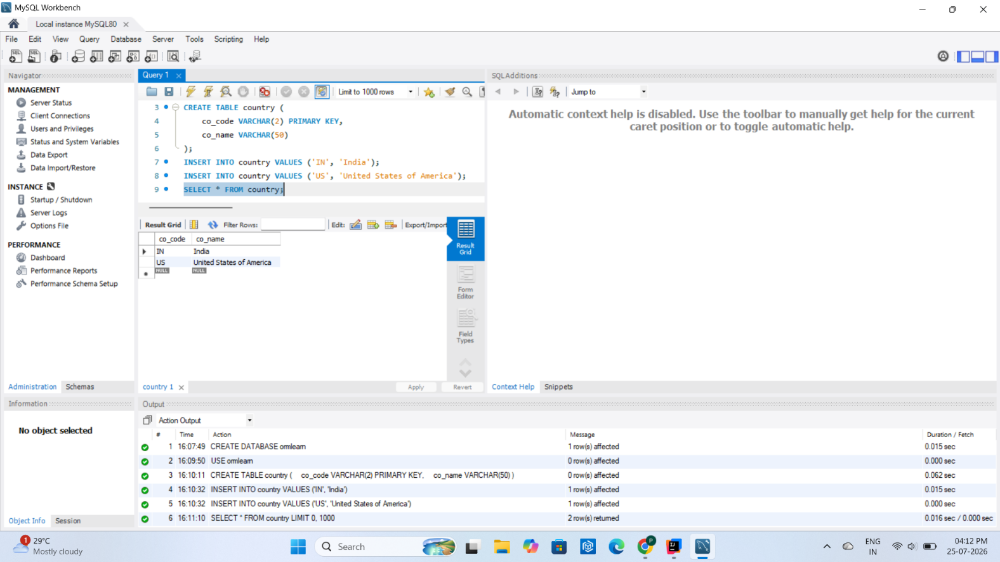 MySQL Workbench
Local instance MySQL80
File Edit View Query Database Server Tools Scripting Help
Navigator
MANAGEMENT
Server Status
Client Connections
Users and Privileges
Status and System Variables
Data Export
Data Import/Restore
INSTANCE
Startup / Shutdown
Server Logs
Options File
PERFORMANCE
Dashboard
Performance Reports
Performance Schema Setup
Administration Schemas
Information
No object selected
Object Info Session
Query 1
Limit to 1000 rows
3 CREATE TABLE country (
4 co_code VARCHAR(2) PRIMARY KEY,
5 co_name VARCHAR(50)
6 );
7 INSERT INTO country VALUES ('IN', 'India');
8 INSERT INTO country VALUES ('US', 'United States of America');
9 SELECT * FROM country;
Result Grid Filter Rows: Edit: Export/Import
co_code co_name
IN India
US United States of America
NULL NULL
Result Grid
Form Editor
Field Types
country 1 Apply Revert
SQLAdditions
Jump to
Automatic context help is disabled. Use the toolbar to manually get help for the current
caret position or to toggle automatic help.
Context Help Snippets
Output
Action Output
# Time Action Message Duration / Fetch
1 16:07:49 CREATE DATABASE ormlearn 1 row(s) affected 0.015 sec
2 16:09:50 USE ormlearn 0 row(s) affected 0.000 sec
3 16:10:11 CREATE TABLE country ( co_code VARCHAR(2) PRIMARY KEY, co_name VARCHAR(50) ) 0 row(s) affected 0.062 sec
4 16:10:32 INSERT INTO country VALUES ('IN', 'India') 1 row(s) affected 0.015 sec
5 16:10:32 INSERT INTO country VALUES ('US', 'United States of America') 1 row(s) affected 0.000 sec
6 16:11:10 SELECT * FROM country LIMIT 0, 1000 2 row(s) returned 0.016 sec / 0.000 sec
1
29°C
Mostly cloudy
Search
P
ENG
IN
04:12 PM
25-07-2026